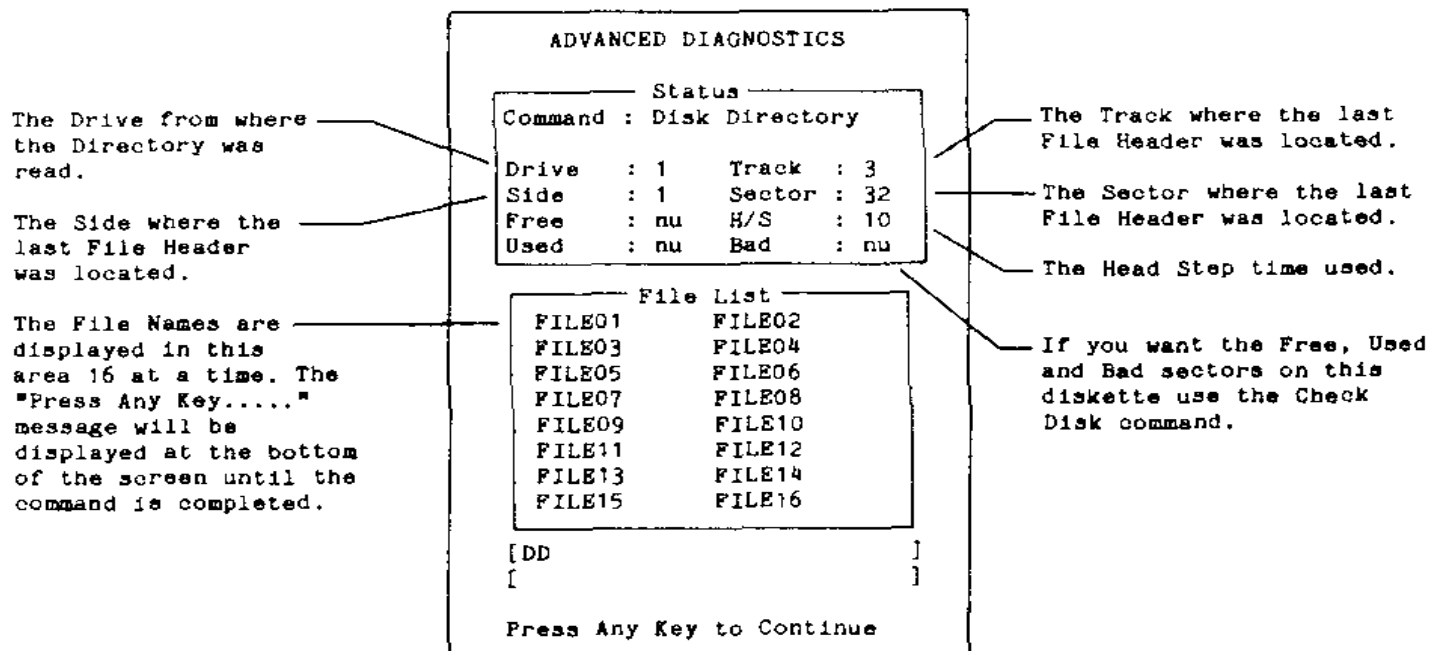 ADVANCED DIAGNOSTICS
Status
Command : Disk Directory
Drive : 1 Track : 3
Side : 1 Sector : 32
Free : nu H/S : 10
Used : nu Bad : nu
File List
FILE01 FILE02
FILE03 FILE04
FILE05 FILE06
FILE07 FILE08
FILE09 FILE10
FILE11 FILE12
FILE13 FILE14
FILE15 FILE16
[DD ]
[ ]
Press Any Key to Continue
The Drive from where
the Directory was
read.
The Side where the
last File Header
was located.
The File Names are
displayed in this
area 16 at a time. The
"Press Any Key....."
message will be
displayed at the bottom
of the screen until the
command is completed.
The Track where the last
File Header was located.
The Sector where the last
File Header was located.
The Head Step time used.
If you want the Free, Used
and Bad sectors on this
diskette use the Check
Disk command.